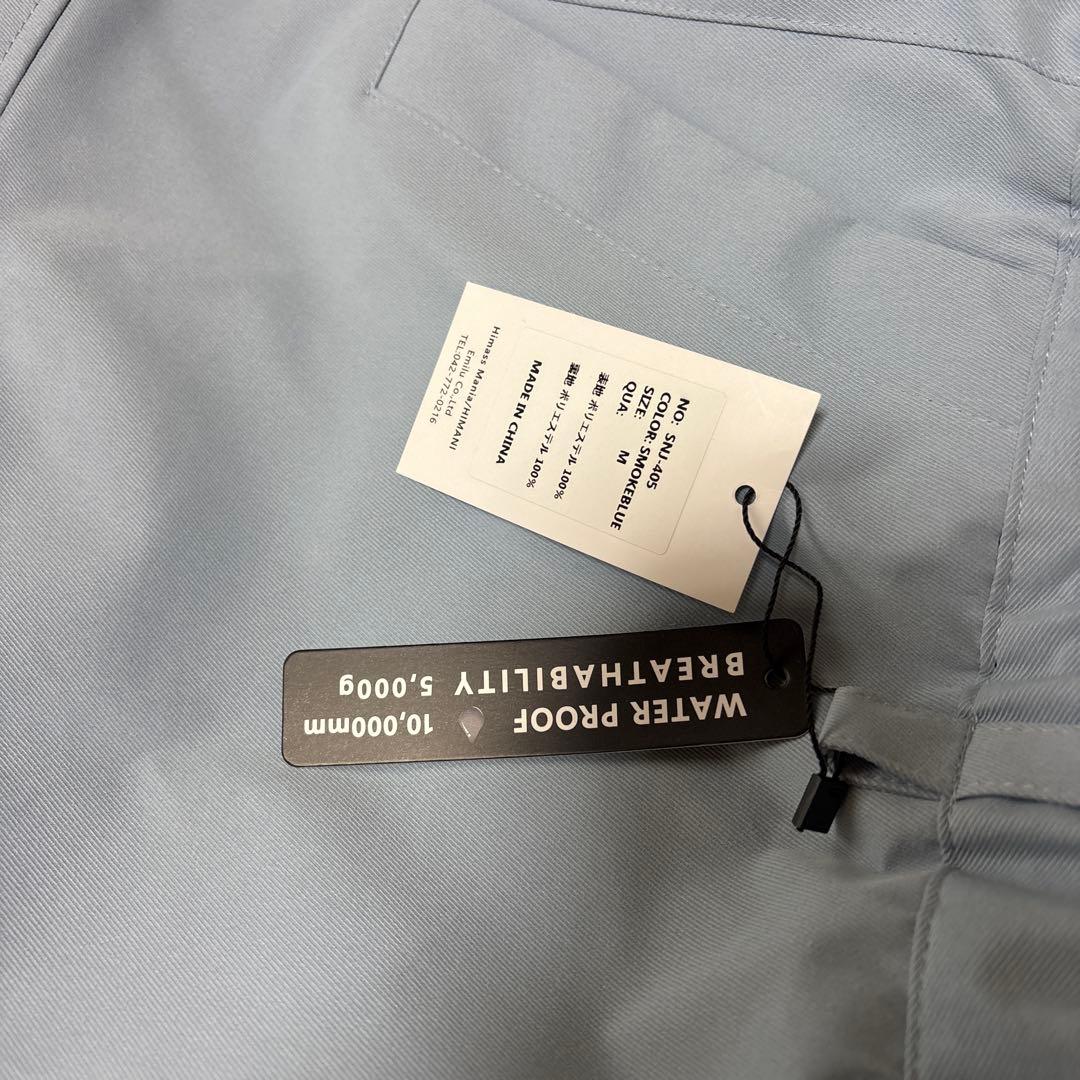 NO: SNJ-405
COLOR: SMOKEBLUE
SIZE: M
QUA:
表地 ポリエステル 100%
裏地 ポリエステル 100%
MADE IN CHINA
Himass Mania/HIMANI
Emilu Co.,Ltd
TEL:042-772-0216
WATER PROOF 10,000mm
BREATHABILITY 5,000g